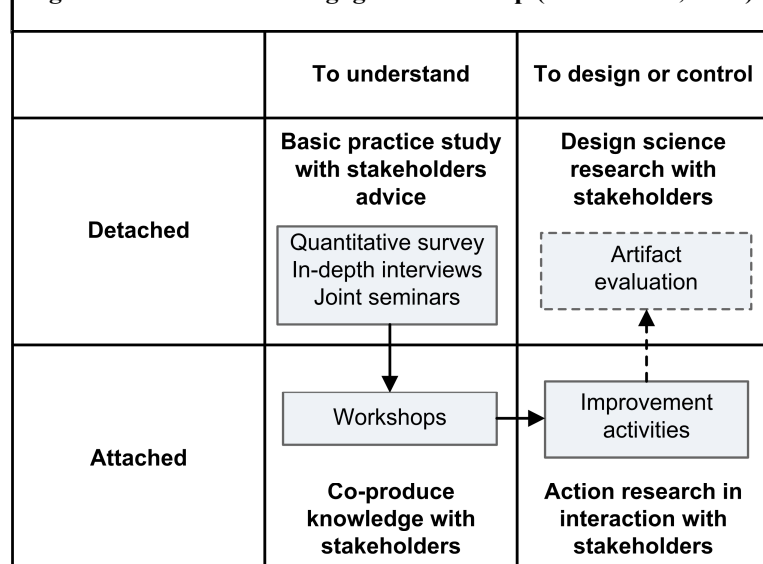 To understand
To design or control
Detached
Basic practice study
with stakeholders
advice
Quantitative survey
In-depth interviews
Joint seminars
Design science
research with
stakeholders
Artifact
evaluation
Attached
Workshops
Co-produce
knowledge with
stakeholders
Improvement
activities
Action research in
interaction with
stakeholders